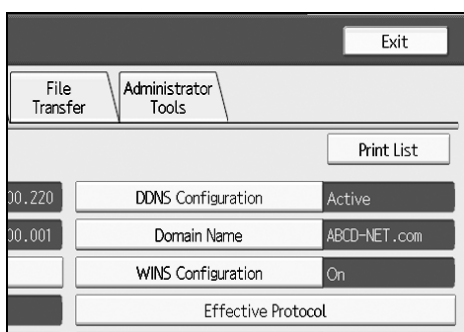 Exit
File
Transfer
Administrator
Tools
Print List
00.220
DDNS Configuration
Active
00.001
Domain Name
ABCD-NET.com
WINS Configuration
On
Effective Protocol